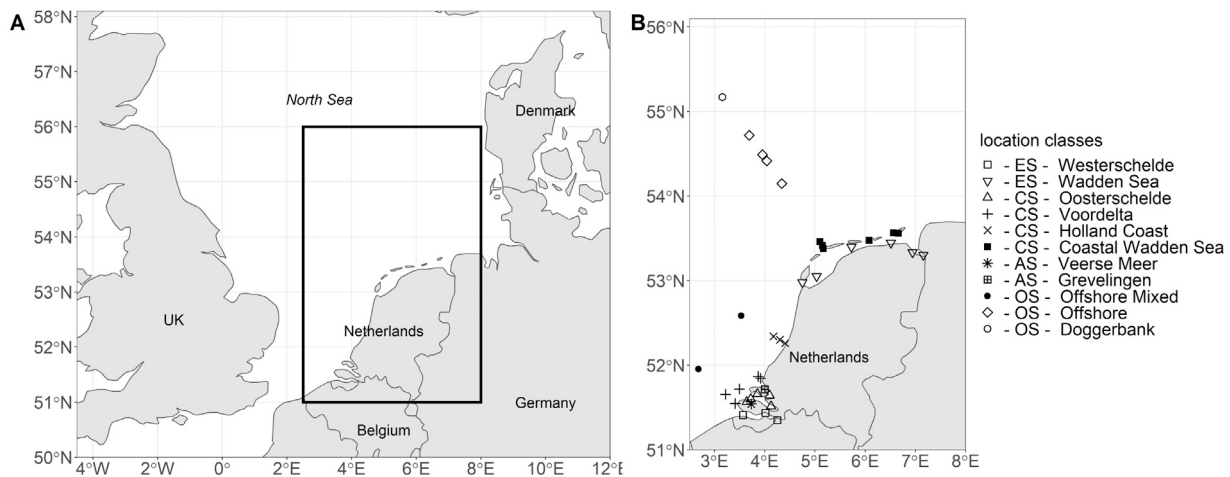 A
58°N
57°N
56°N
55°N
54°N
53°N
52°N
51°N
50°N
4°W
2°W
0°
2°E
4°E
6°E
8°E
10°E
12°E
North Sea
Denmark
UK
Netherlands
Germany
Belgium
B
56°N
55°N
54°N
53°N
52°N
51°N
3°E
4°E
5°E
6°E
7°E
8°E
Netherlands
location classes
- ES - Westerschelde
- ES - Wadden Sea
- CS - Oosterschelde
- CS - Voordelta
- CS - Holland Coast
- CS - Coastal Wadden Sea
- AS - Veerse Meer
- AS - Grevelingen
- OS - Offshore Mixed
- OS - Offshore
- OS - Doggerbank